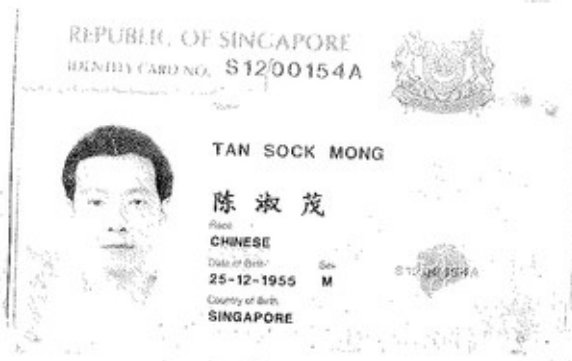 REPUBLIC OF SINGAPORE
IDENTITY CARD NO. S1200154A
Name
TAN SOCK MONG
陈 淑 茂
Race
CHINESE
Date of Birth Sex
25-12-1955 M
Country of Birth
SINGAPORE